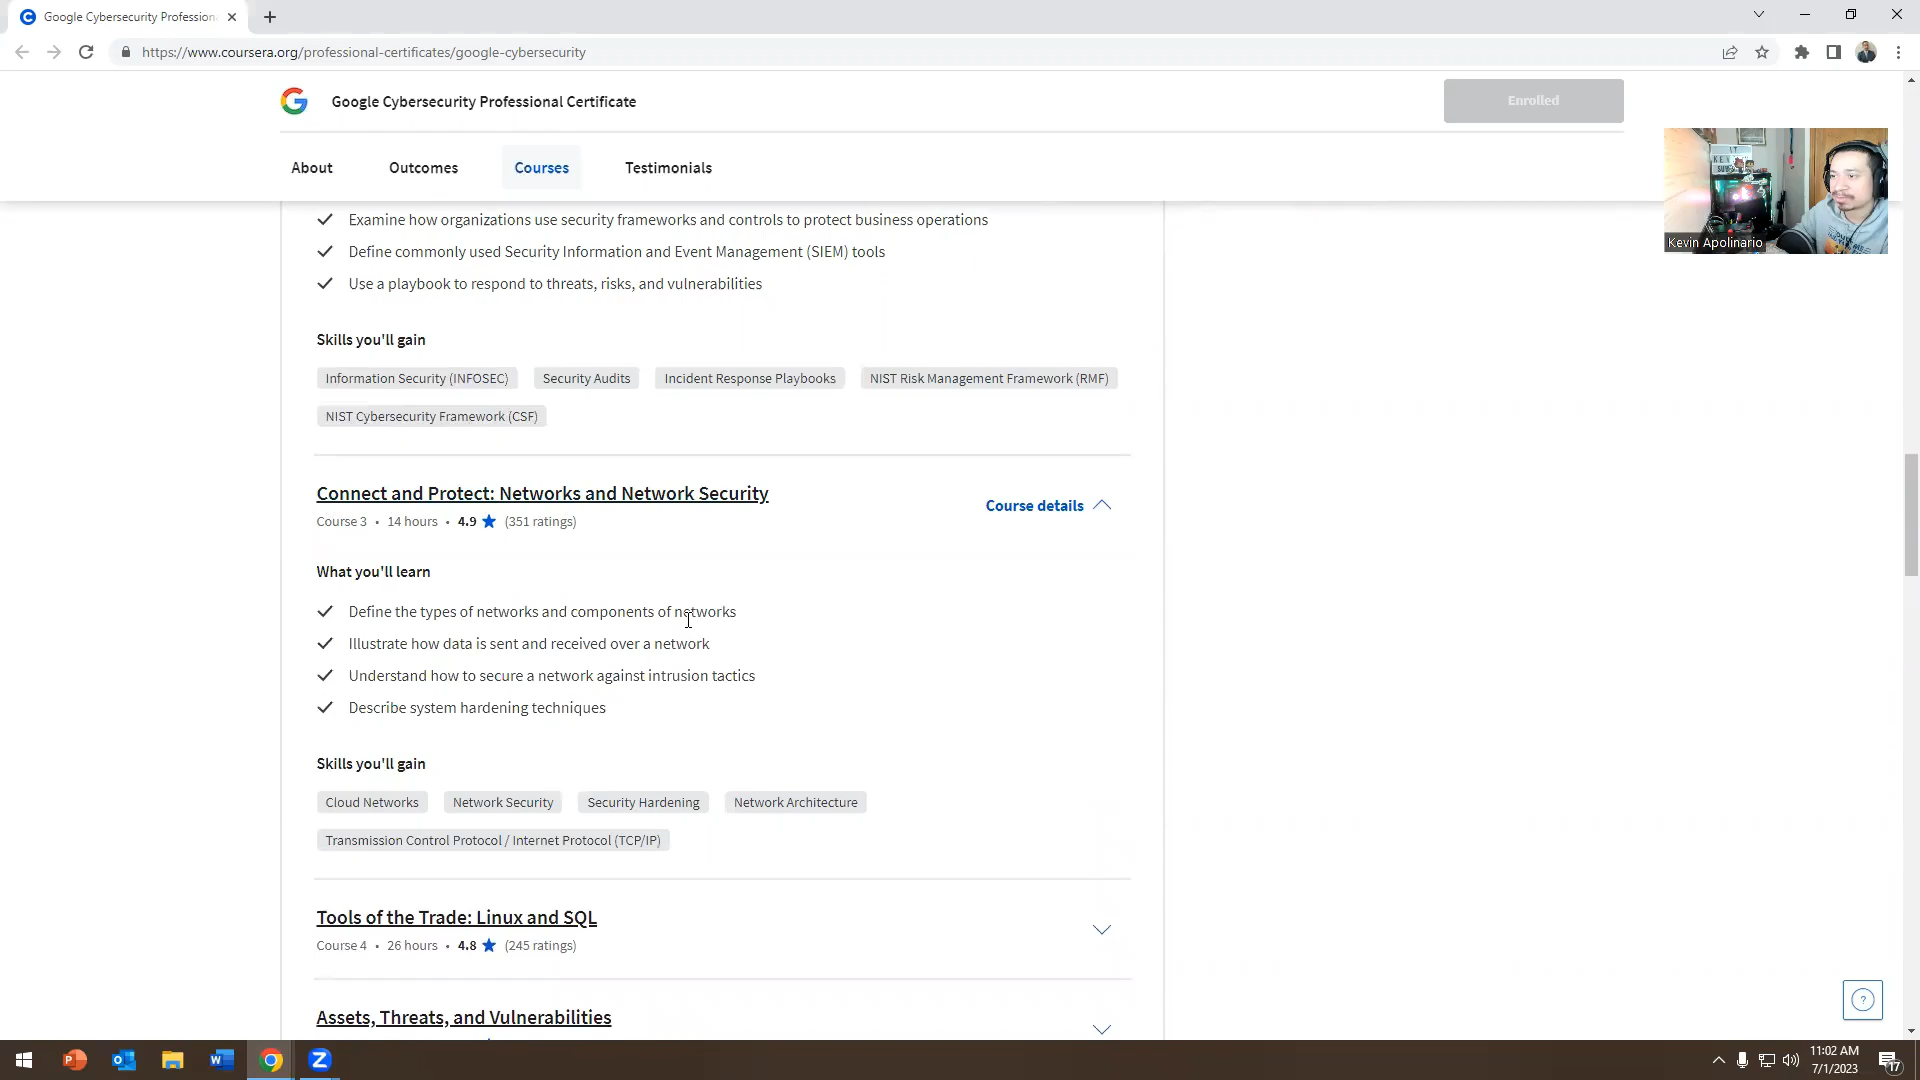 Google Cybersecurity Profession
https://www.coursera.org/professional-certificates/google-cybersecurity
Google Cybersecurity Professional Certificate
Enrolled
About
Outcomes
Courses
Testimonials
Kevin Apolinario
Examine how organizations use security frameworks and controls to protect business operations
Define commonly used Security Information and Event Management (SIEM) tools
Use a playbook to respond to threats, risks, and vulnerabilities
Skills you'll gain
Information Security (INFOSEC)
Security Audits
Incident Response Playbooks
NIST Risk Management Framework (RMF)
NIST Cybersecurity Framework (CSF)
Connect and Protect: Networks and Network Security
Course details
Course 3 • 14 hours • 4.9 ★ (351 ratings)
What you'll learn
Define the types of networks and components of networks
Illustrate how data is sent and received over a network
Understand how to secure a network against intrusion tactics
Describe system hardening techniques
Skills you'll gain
Cloud Networks
Network Security
Security Hardening
Network Architecture
Transmission Control Protocol / Internet Protocol (TCP/IP)
Tools of the Trade: Linux and SQL
Course 4 • 26 hours • 4.8 ★ (245 ratings)
Assets, Threats, and Vulnerabilities
?
11:02 AM
7/1/2023
17